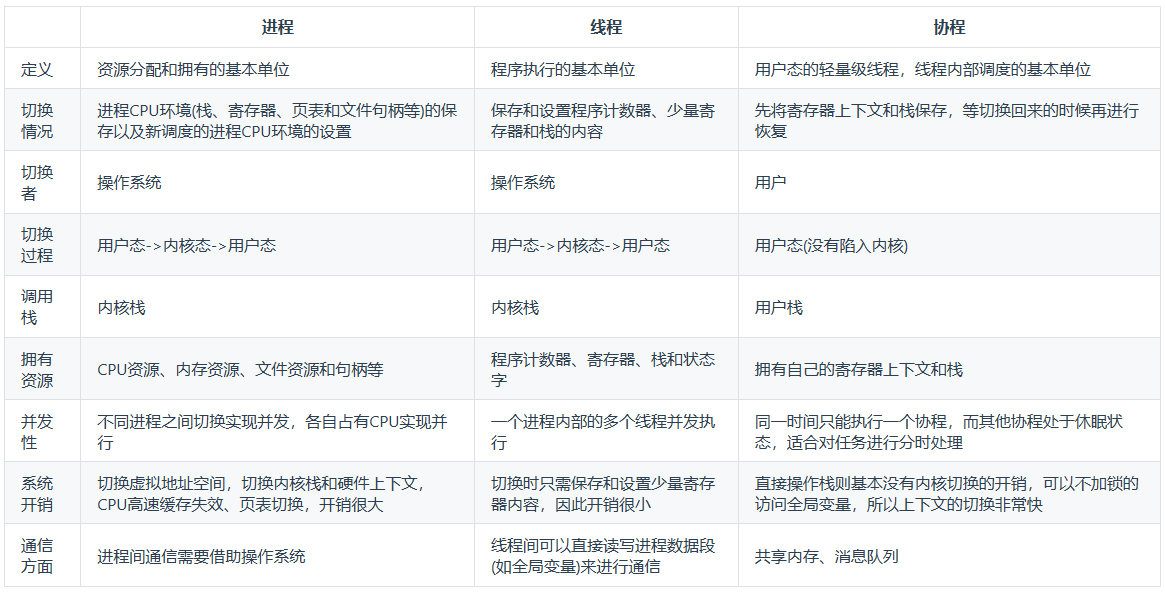 进程 线程 协程
定义 资源分配和拥有的基本单位 程序执行的基本单位 用户态的轻量级线程，线程内部调度的基本单位
切换 进程CPU环境(栈、寄存器、页表和文件句柄等)的保 保存和设置程序计数器、少量寄 先将寄存器上下文和栈保存，等切换回来的时候再进行
情况 存以及新调度的进程CPU环境的设置 存器和栈的内容 恢复
切换
者 操作系统 操作系统 用户
切换
过程 用户态->内核态->用户态 用户态->内核态->用户态 用户态(没有陷入内核)
调用
栈 内核栈 内核栈 用户栈
拥有 CPU资源、内存资源、文件资源和句柄等 程序计数器、寄存器、栈和状态 拥有自己的寄存器上下文和栈
资源 字
并发 不同进程之间切换实现并发，各自占有CPU实现并 一个进程内部的多个线程并发执 同一时间只能执行一个协程，而其他协程处于休眠状
性 行 行 态，适合对任务进行分时处理
系统 切换虚拟地址空间，切换内核栈和硬件上下文， 切换时只需保存和设置少量寄存 直接操作栈则基本没有内核切换的开销，可以不加锁的
开销 CPU高速缓存失效、页表切换，开销很大 器内容，因此开销很小 访问全局变量，所以上下文的切换非常快
通信 进程间通信需要借助操作系统 线程间可以直接读写进程数据段 共享内存、消息队列
方面 (如全局变量)来进行通信